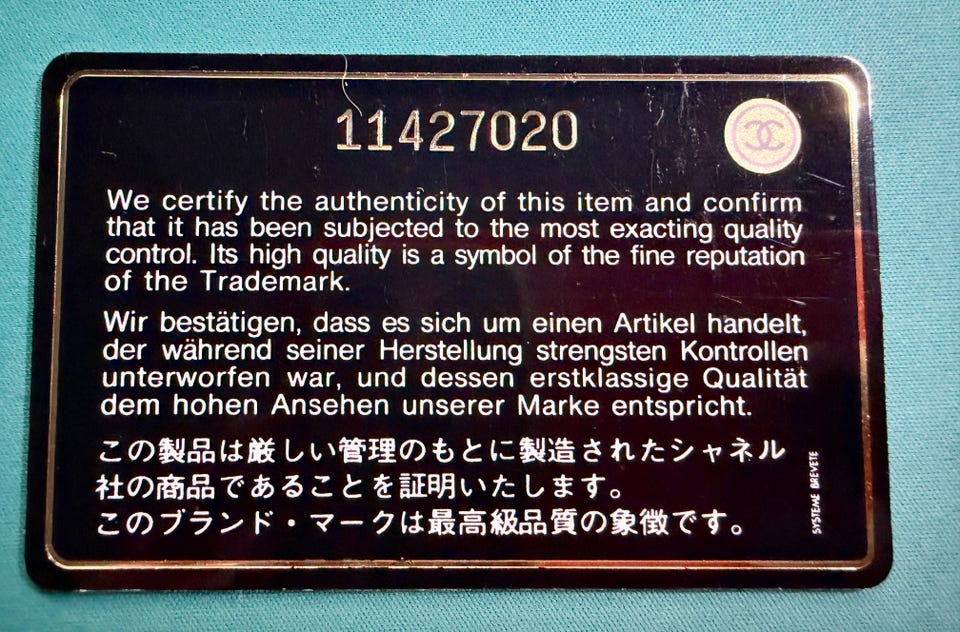 11427020
We certify the authenticity of this item and confirm
that it has been subjected to the most exacting quality
control. Its high quality is a symbol of the fine reputation
of the Trademark.
Wir bestätigen, dass es sich um einen Artikel handelt,
der während seiner Herstellung strengsten Kontrollen
unterworfen war, und dessen erstklassige Qualität
dem hohen Ansehen unserer Marke entspricht.
この製品は厳しい管理のもとに製造されたシャネル
社の商品であることを証明いたします。
このブランド・マークは最高級品質の象徴です。
SYSTEME BREVETE